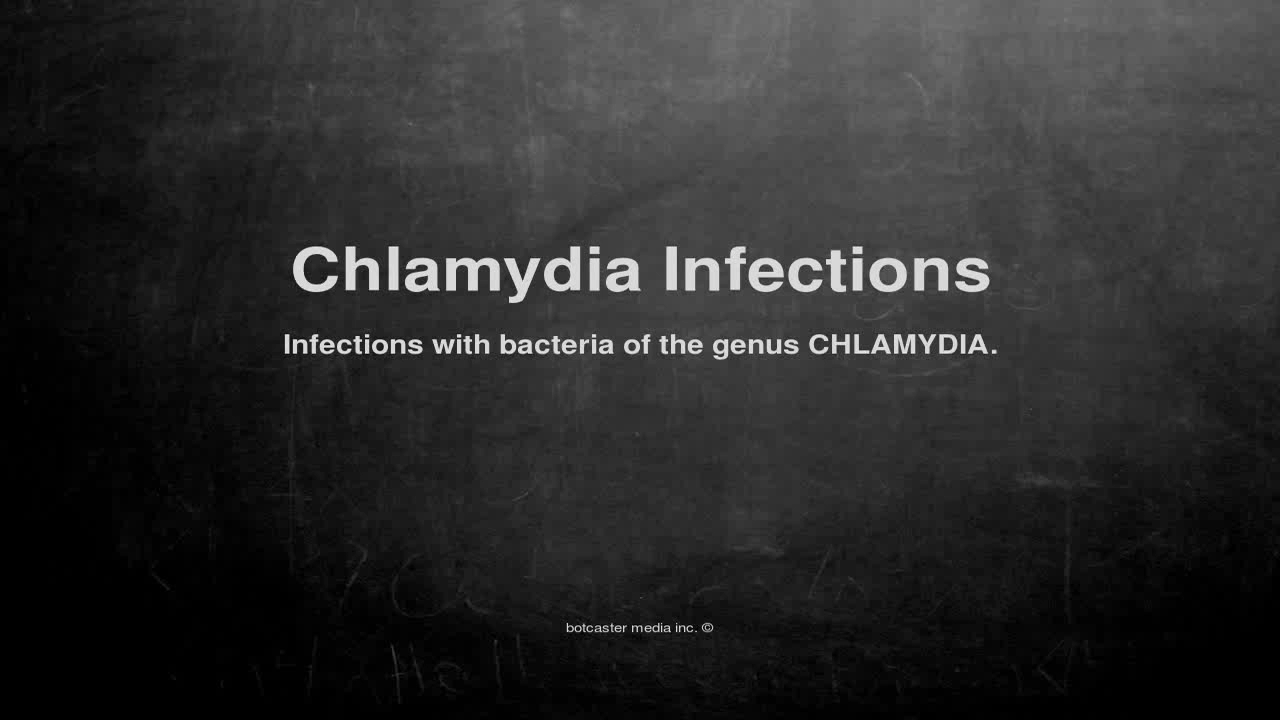 Chlamydia Infections
Infections with bacteria of the genus CHLAMYDIA.
botcaster media inc. ©